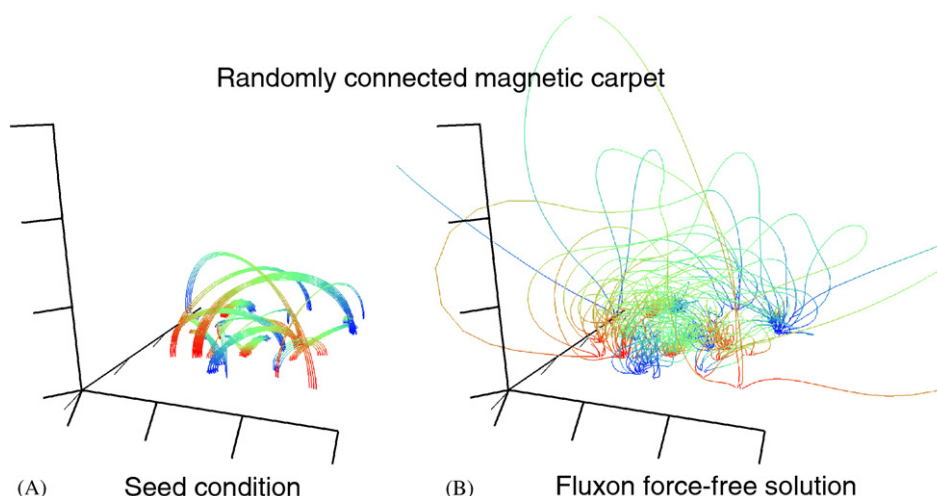 Randomly connected magnetic carpet
(A) Seed condition
(B) Fluxon force-free solution